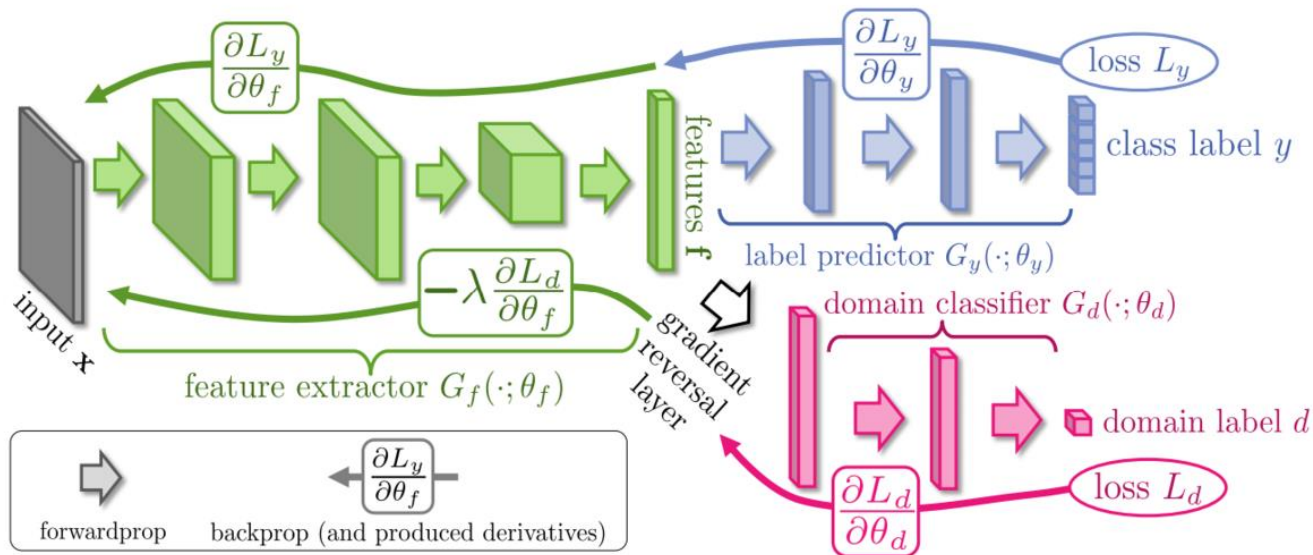 ∂L_y
∂θ_f
∂L_y
∂θ_y
loss L_y
input x
features f
class label y
label predictor G_y(·; θ_y)
−λ ∂L_d
∂θ_f
feature extractor G_f(·; θ_f)
gradient
reversal
layer
domain classifier G_d(·; θ_d)
domain label d
∂L_d
∂θ_d
loss L_d
∂L_y
∂θ_f
forwardprop
backprop (and produced derivatives)